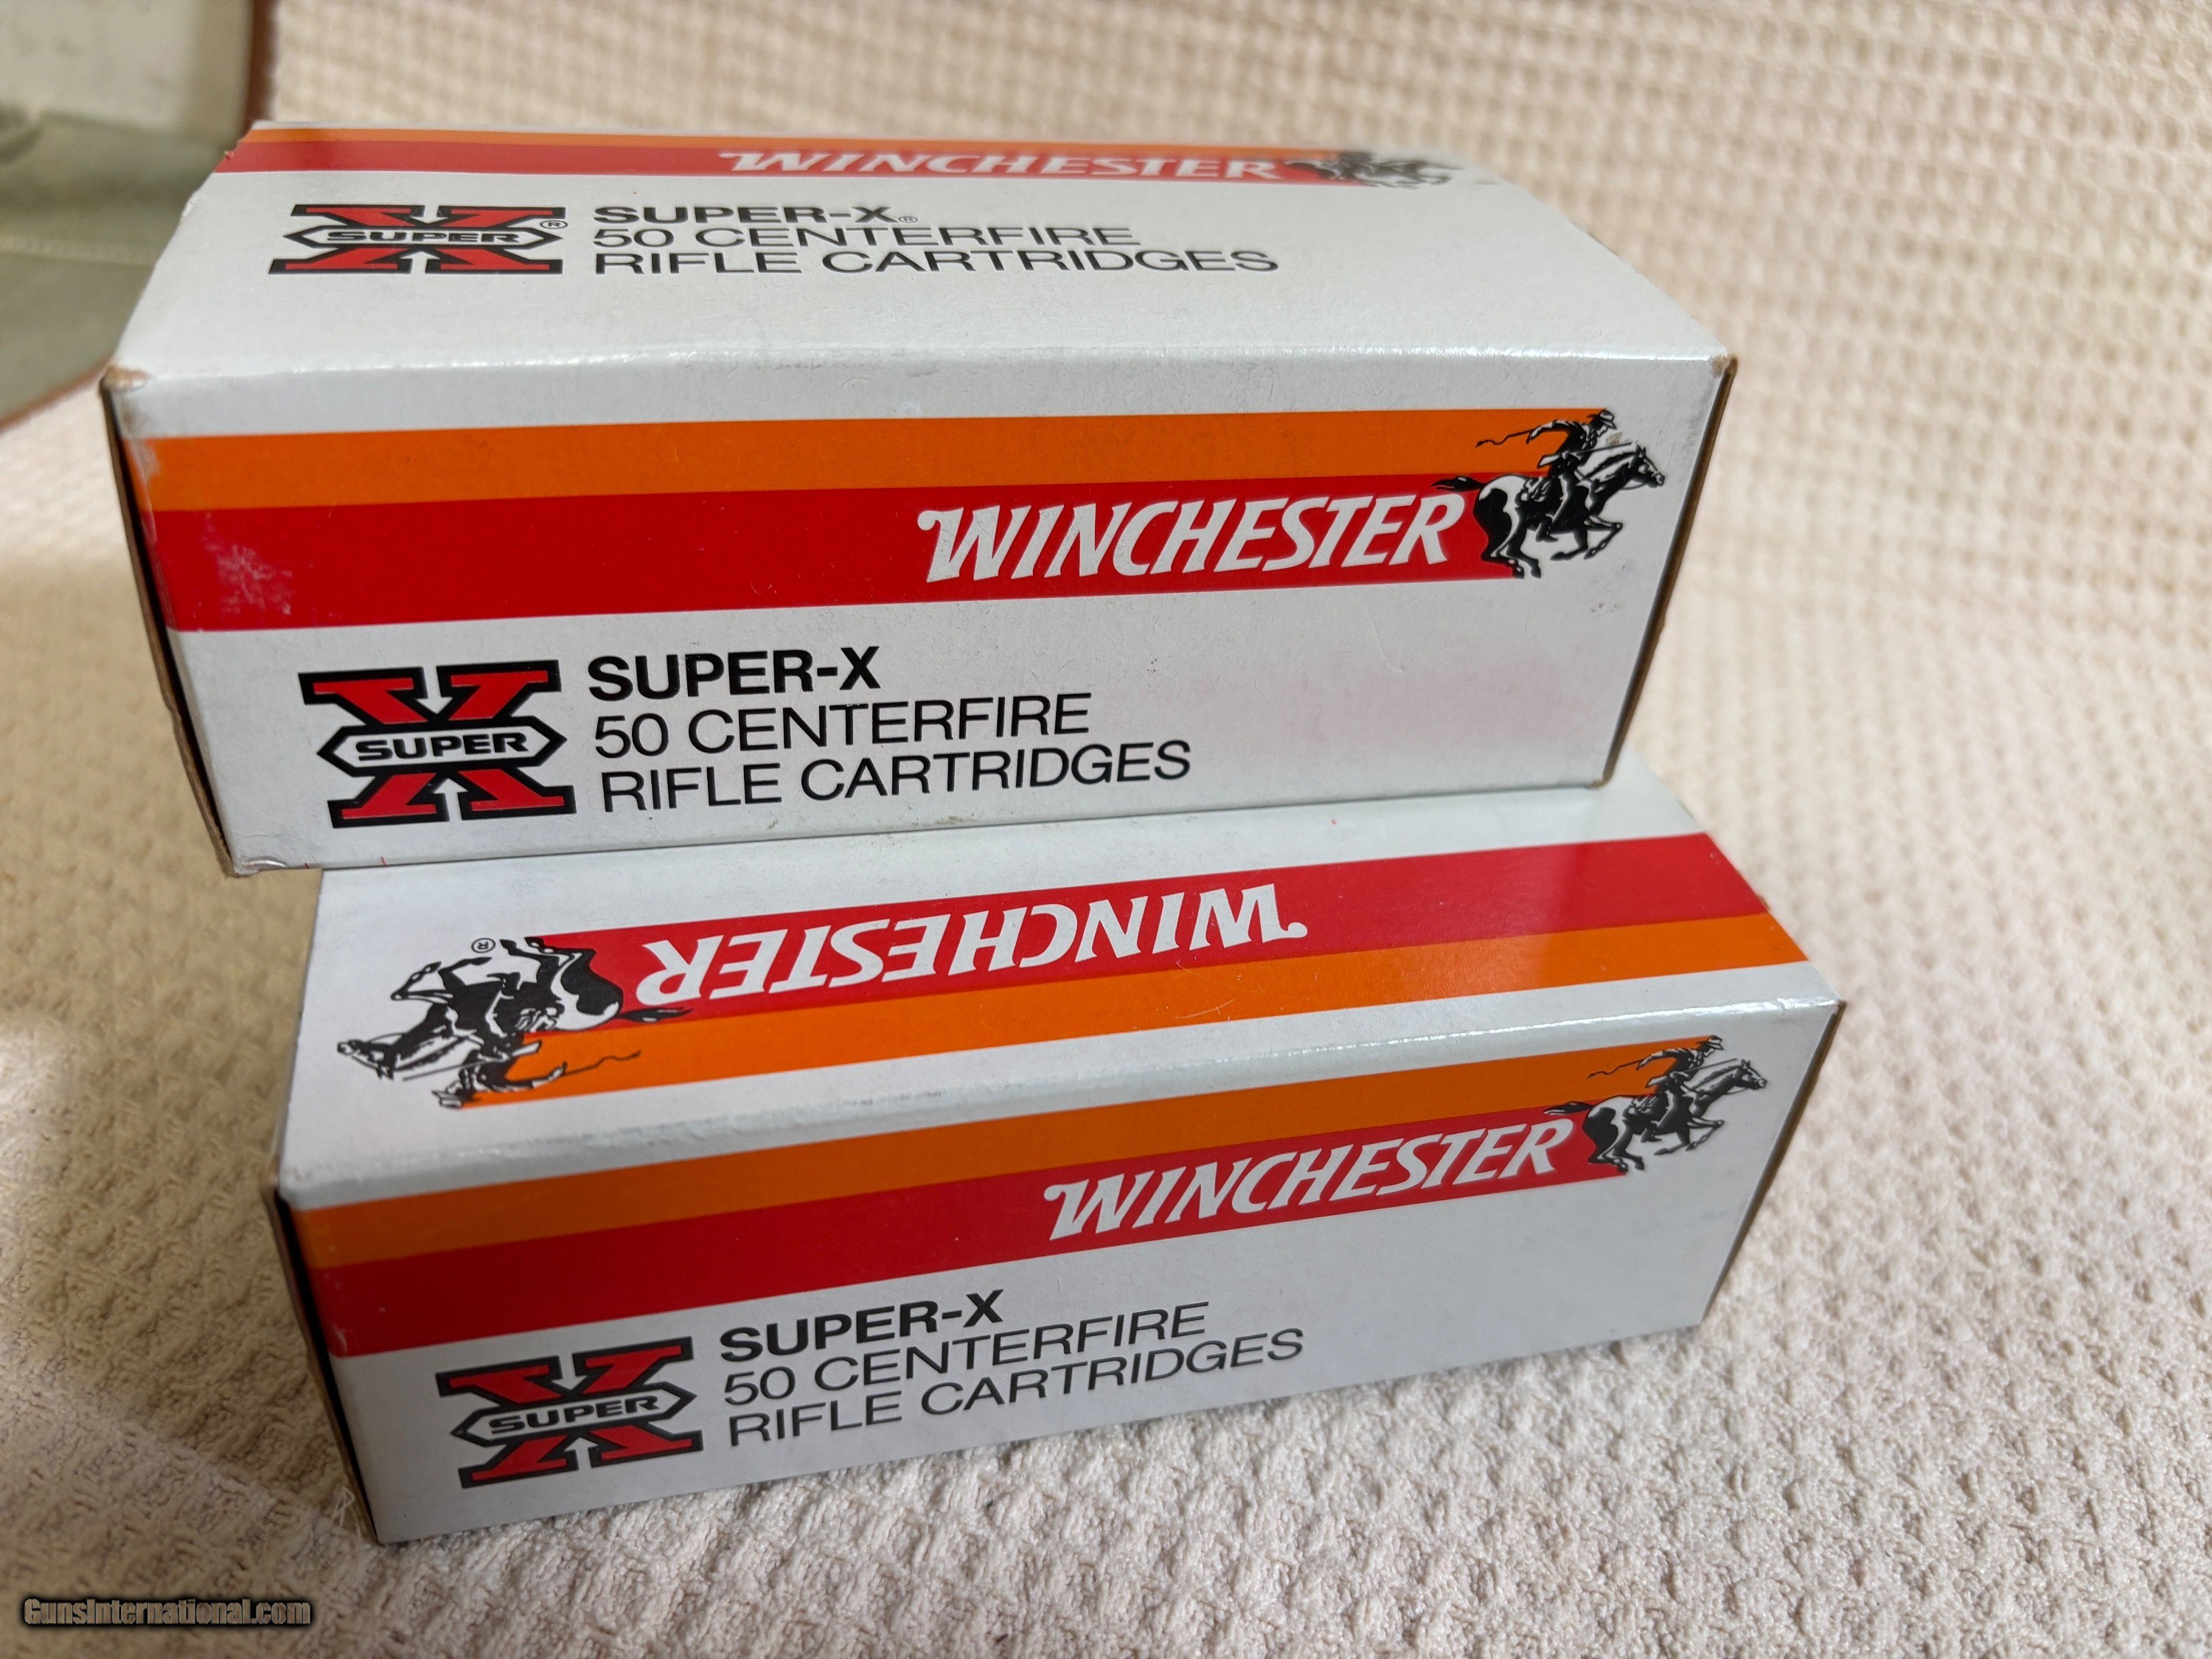 WINCHESTER
SUPER ®
SUPER-X®
50 CENTERFIRE
RIFLE CARTRIDGES
WINCHESTER
SUPER
SUPER-X
50 CENTERFIRE
RIFLE CARTRIDGES
WINCHESTER ®
WINCHESTER
SUPER
SUPER-X
50 CENTERFIRE
RIFLE CARTRIDGES
GunsInternational.com